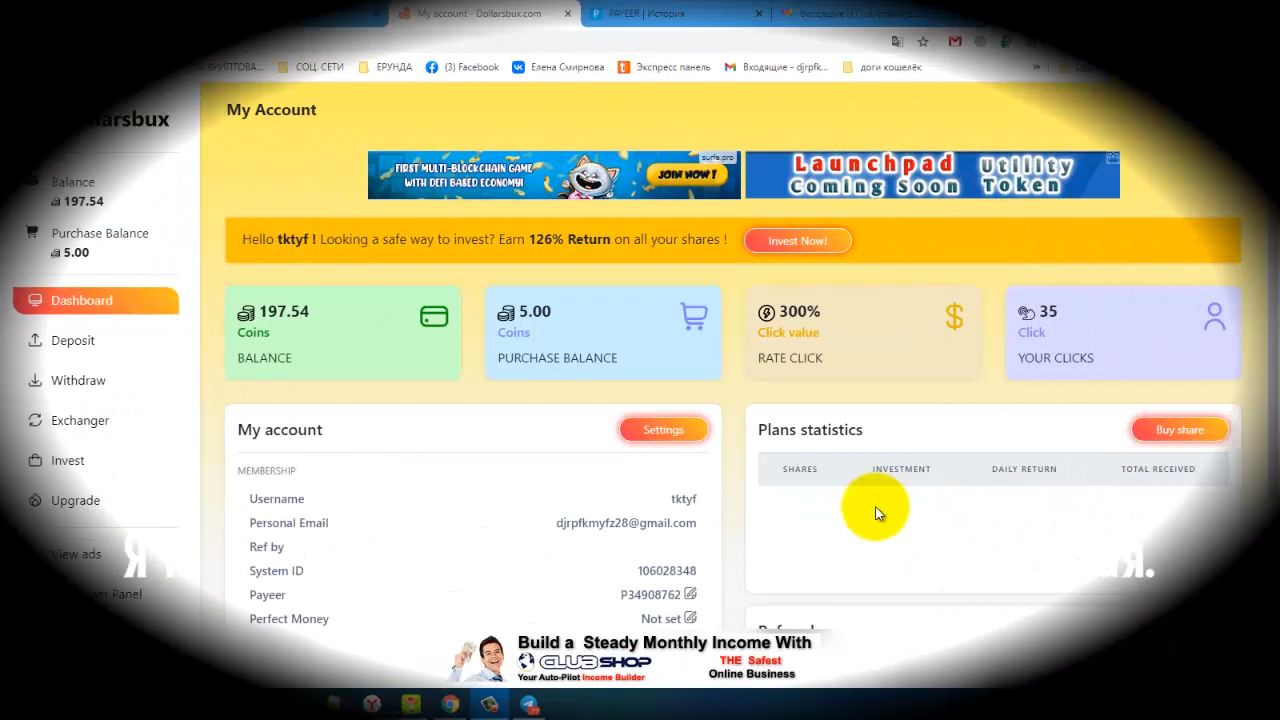 My account - Dollarsbux.com
PAYEER | История
КРИПТОВА... СОЦ. СЕТИ ЕРУНДА (3) Facebook Елена Смирнова Экспресс панель Входящие - djrpfk... доги кошелёк
My Account
Balance
197.54
Purchase Balance
5.00
Dashboard
Deposit
Withdraw
Exchanger
Invest
Upgrade
View ads
Panel
FIRST MULTI-BLOCKCHAIN GAME
WITH DEFI BASED ECONOMY!
JOIN NOW!
surfe.pro
Launchpad Utility
Coming Soon Token
Hello tktyf ! Looking a safe way to invest? Earn 126% Return on all your shares !
Invest Now!
197.54
Coins
BALANCE
5.00
Coins
PURCHASE BALANCE
300%
Click value
RATE CLICK
35
Click
YOUR CLICKS
My account
Settings
MEMBERSHIP
Username tktyf
Personal Email djrpfkmyfz28@gmail.com
Ref by
System ID 106028348
Payeer P34908762
Perfect Money Not set
Plans statistics
Buy share
SHARES INVESTMENT DAILY RETURN TOTAL RECEIVED
Build a Steady Monthly Income With
CLUBSHOP
Your Auto-Pilot Income Builder
THE Safest
Online Business